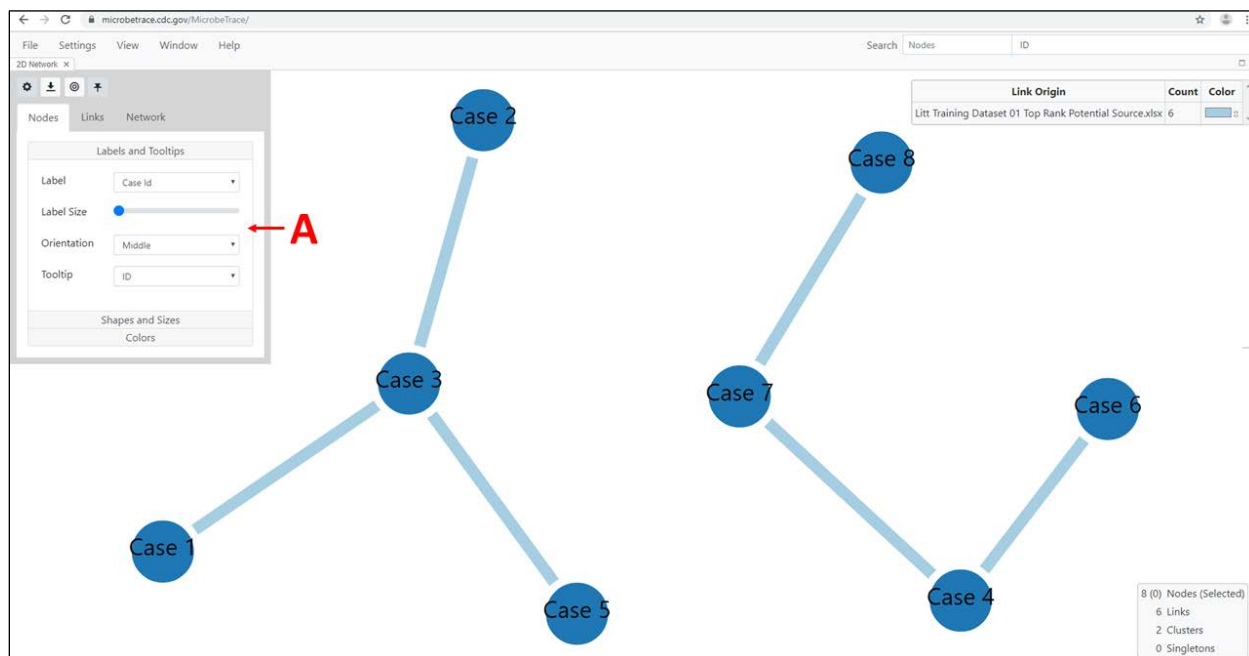 microbetrace.cdc.gov/MicrobeTrace/
File Settings View Window Help
Search Nodes ID
2D Network ×
Nodes Links Network
Labels and Tooltips
Label Case Id
Label Size
Orientation Middle
Tooltip ID
Shapes and Sizes
Colors
A
Link Origin Count Color
Litt Training Dataset 01 Top Rank Potential Source.xlsx 6
Case 2
Case 8
Case 3
Case 7
Case 6
Case 1
Case 5
Case 4
8 (0) Nodes (Selected)
6 Links
2 Clusters
0 Singletons